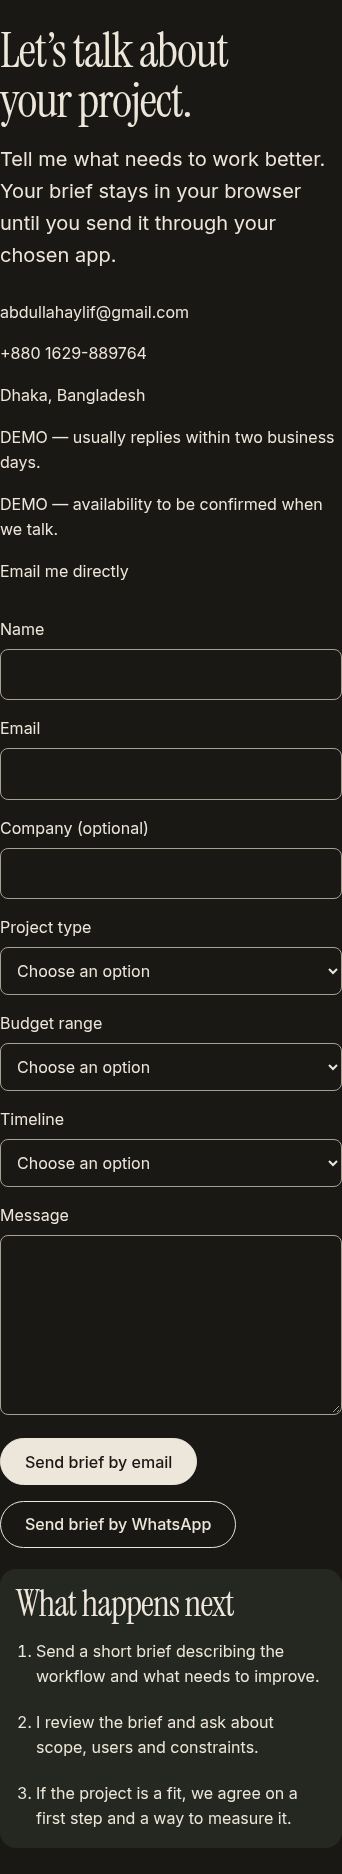 Let’s talk about
your project.
Tell me what needs to work better.
Your brief stays in your browser
until you send it through your
chosen app.
abdullahaylif@gmail.com
+880 1629-889764
Dhaka, Bangladesh
DEMO — usually replies within two business
days.
DEMO — availability to be confirmed when
we talk.
Email me directly
Name
Email
Company (optional)
Project type
Choose an option
Budget range
Choose an option
Timeline
Choose an option
Message
Send brief by email
Send brief by WhatsApp
What happens next
1. Send a short brief describing the
workflow and what needs to improve.
2. I review the brief and ask about
scope, users and constraints.
3. If the project is a fit, we agree on a
first step and a way to measure it.